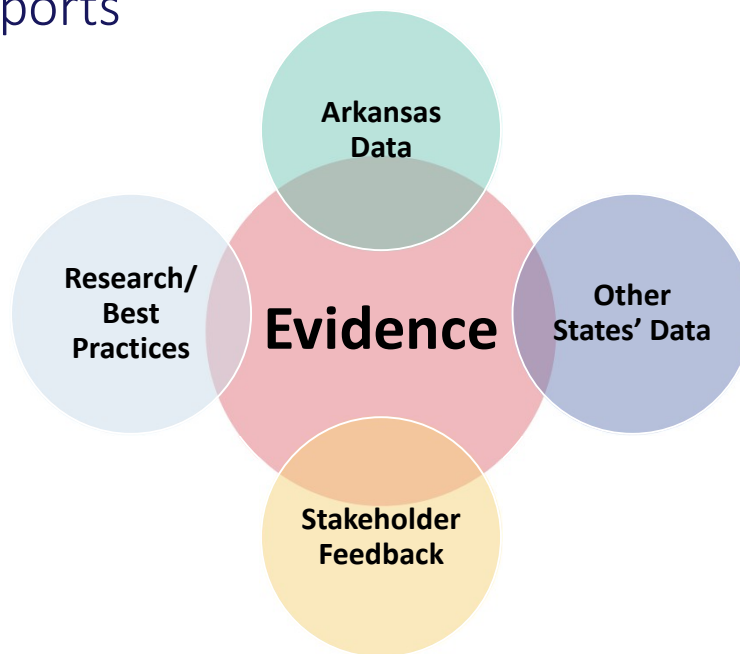 ports
Arkansas
Data
Research/
Best
Practices
Evidence
Other
States’ Data
Stakeholder
Feedback